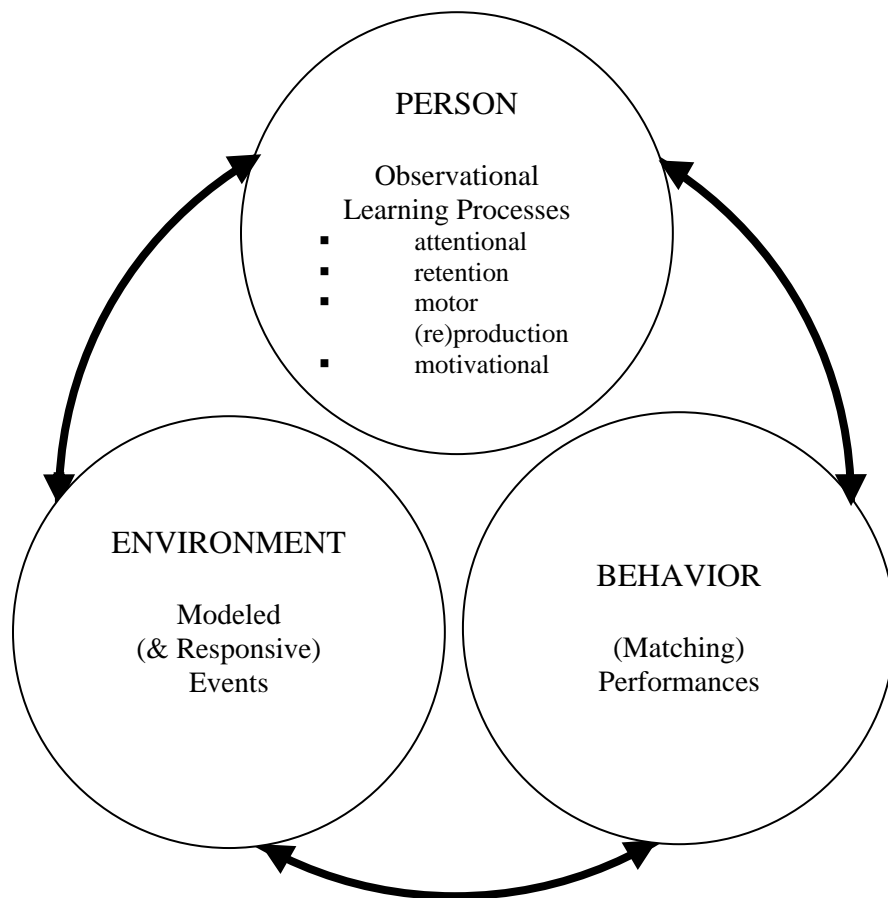 PERSON
Observational
Learning Processes
▪ attentional
▪ retention
▪ motor
(re)production
▪ motivational
ENVIRONMENT
Modeled
(& Responsive)
Events
BEHAVIOR
(Matching)
Performances